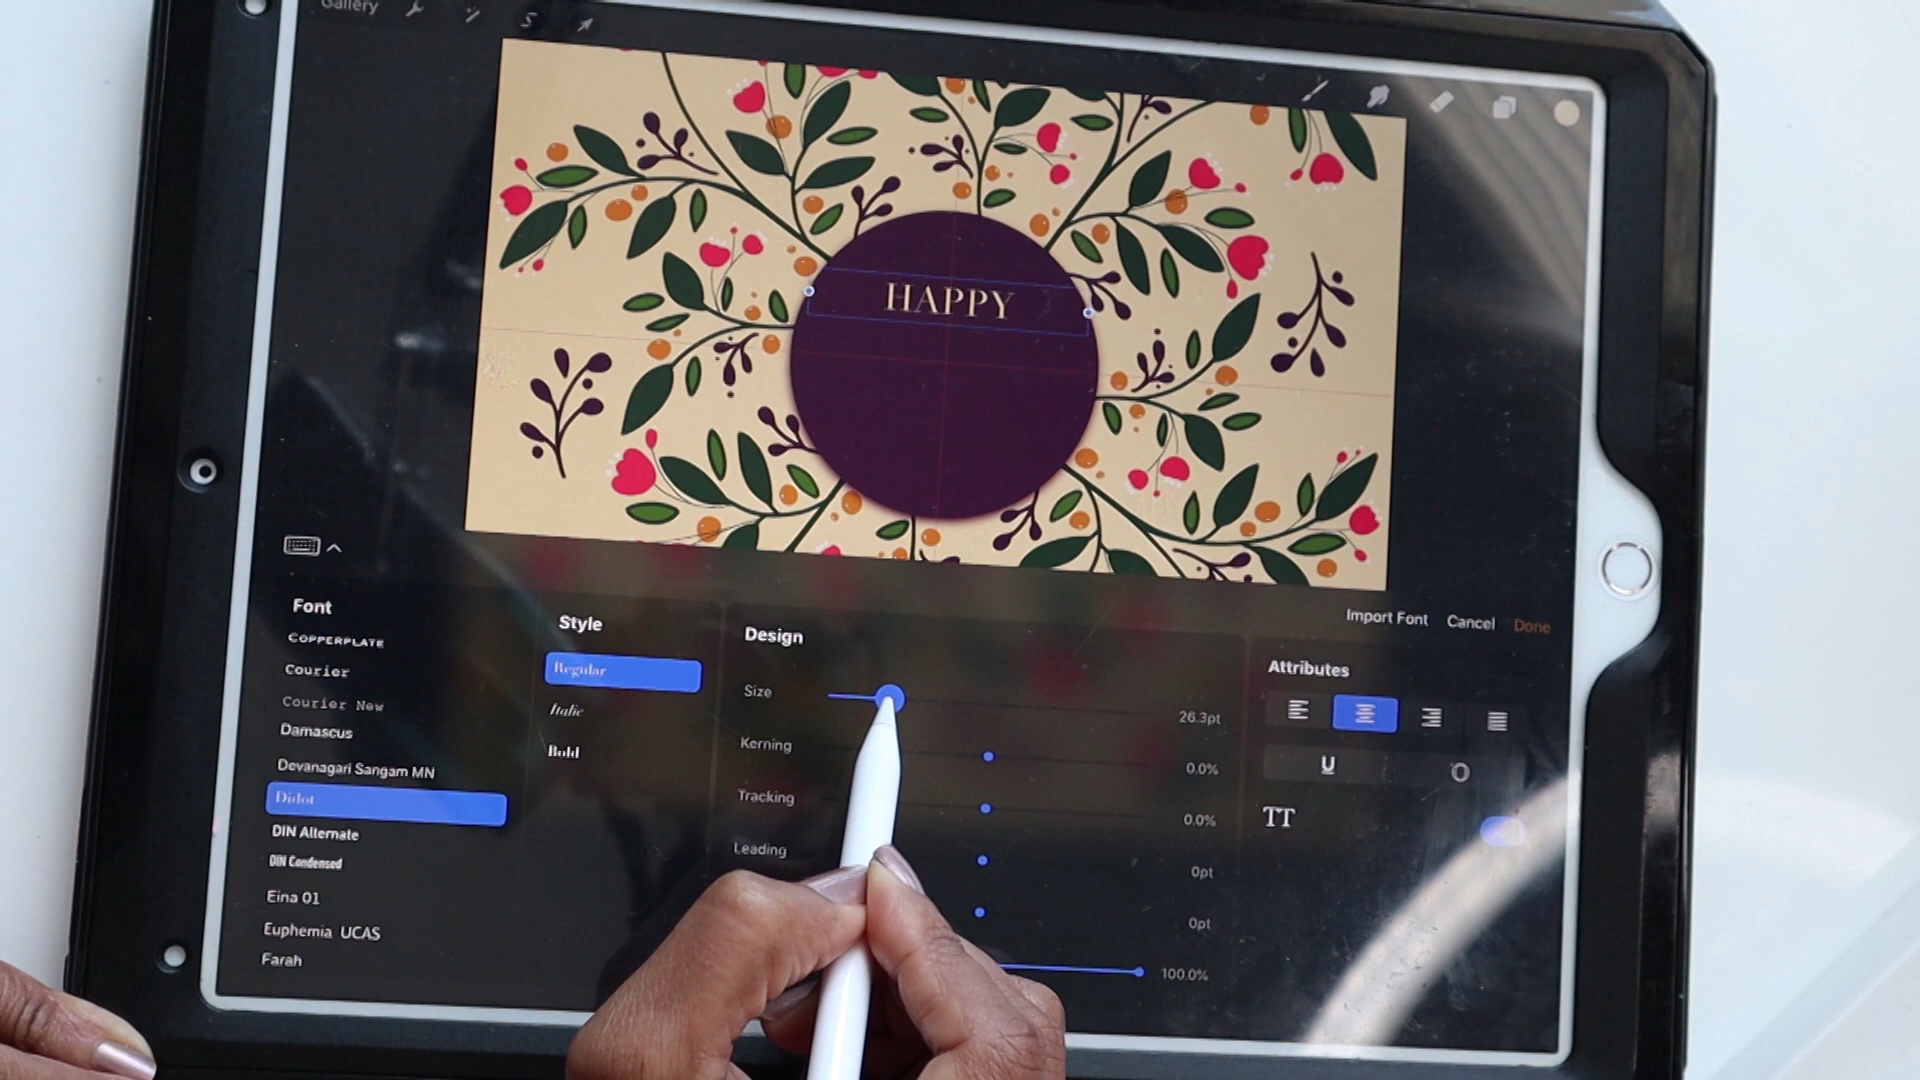 Gallery
HAPPY
Import Font
Cancel
Done
Font
COPPERPLATE
Courier
Courier New
Damascus
Devanagari Sangam MN
Didot
DIN Alternate
DIN Condensed
Eina 01
Euphemia UCAS
Farah
Style
Regular
Italic
Bold
Design
Size 26.3pt
Kerning 0.0%
Tracking 0.0%
Leading 0pt
0pt
100.0%
Attributes
U O
TT